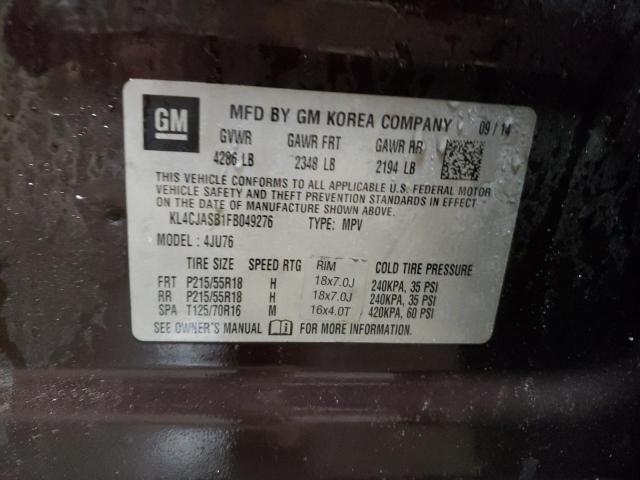 GM
MFD BY GM KOREA COMPANY 09/14
GVWR GAWR FRT GAWR RR
4286 LB 2348 LB 2194 LB
THIS VEHICLE CONFORMS TO ALL APPLICABLE U.S. FEDERAL MOTOR
VEHICLE SAFETY AND THEFT PREVENTION STANDARDS IN EFFECT
ON THE DATE OF MANUFACTURE SHOWN ABOVE.
KL4CJASB1FB049276 TYPE: MPV
MODEL: 4JU76
TIRE SIZE SPEED RTG RIM COLD TIRE PRESSURE
FRT P215/55R18 H 18x7.0J 240KPA, 35 PSI
RR P215/55R18 H 18x7.0J 240KPA, 35 PSI
SPA T125/70R16 M 16x4.0T 420KPA, 60 PSI
SEE OWNER'S MANUAL FOR MORE INFORMATION